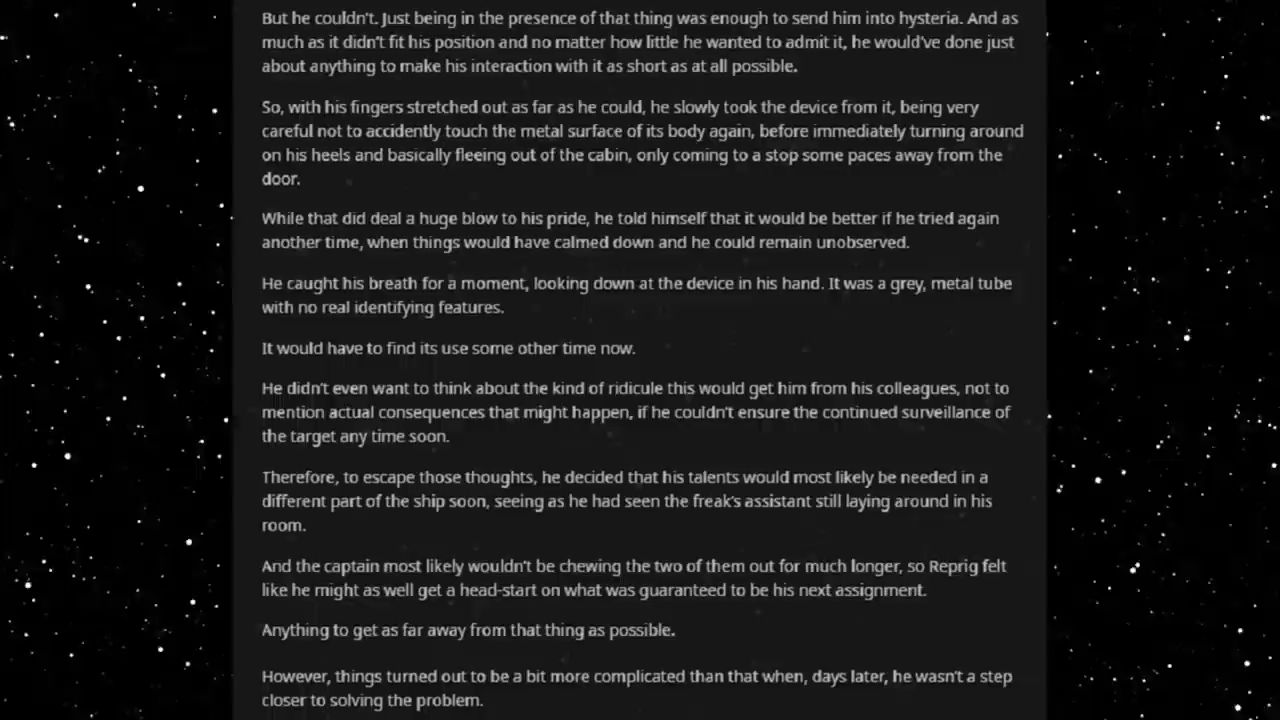 But he couldn't. Just being in the presence of that thing was enough to send him into hysteria. And as
much as it didn't fit his position and no matter how little he wanted to admit it, he would've done just
about anything to make his interaction with it as short as at all possible.
So, with his fingers stretched out as far as he could, he slowly took the device from it, being very
careful not to accidently touch the metal surface of its body again, before immediately turning around
on his heels and basically fleeing out of the cabin, only coming to a stop some paces away from the
door.
While that did deal a huge blow to his pride, he told himself that it would be better if he tried again
another time, when things would have calmed down and he could remain unobserved.
He caught his breath for a moment, looking down at the device in his hand. It was a grey, metal tube
with no real identifying features.
It would have to find its use some other time now.
He didn't even want to think about the kind of ridicule this would get him from his colleagues, not to
mention actual consequences that might happen, if he couldn't ensure the continued surveillance of
the target any time soon.
Therefore, to escape those thoughts, he decided that his talents would most likely be needed in a
different part of the ship soon, seeing as he had seen the freak's assistant still laying around in his
room.
And the captain most likely wouldn't be chewing the two of them out for much longer, so Reprig felt
like he might as well get a head-start on what was guaranteed to be his next assignment.
Anything to get as far away from that thing as possible.
However, things turned out to be a bit more complicated than that when, days later, he wasn't a step
closer to solving the problem.